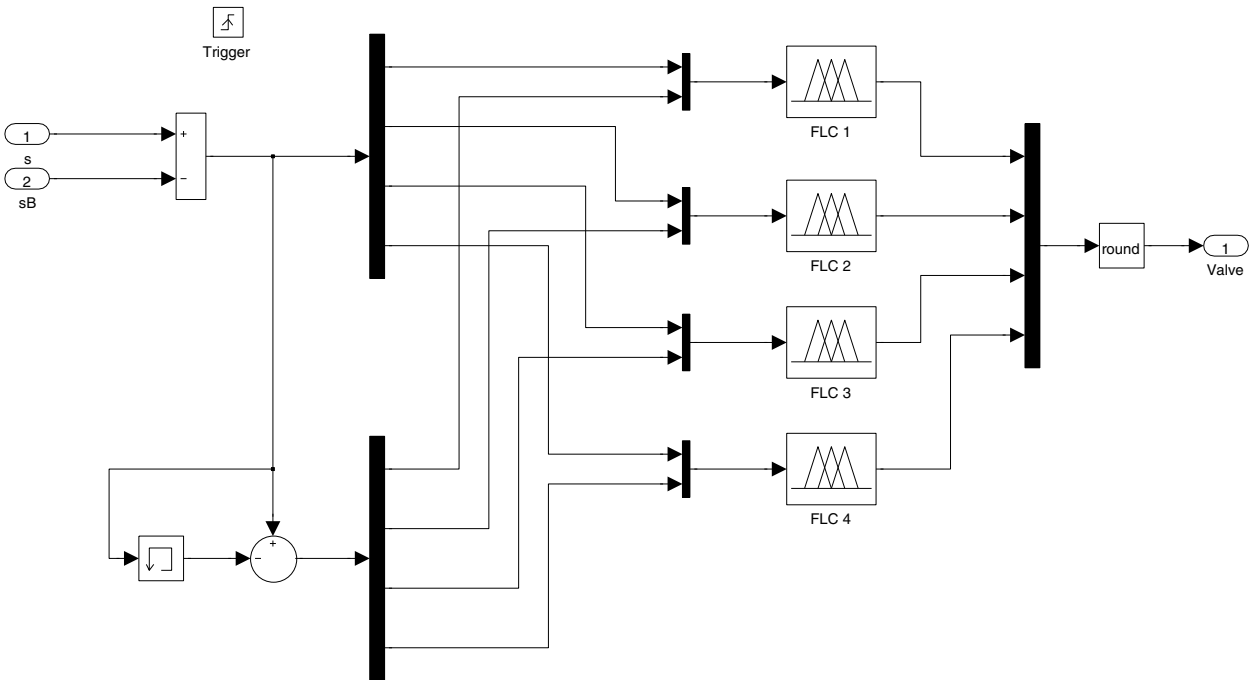 Trigger
1
+
s
2
−
sB
FLC 1
FLC 2
round
1
Valve
FLC 3
FLC 4
+
−